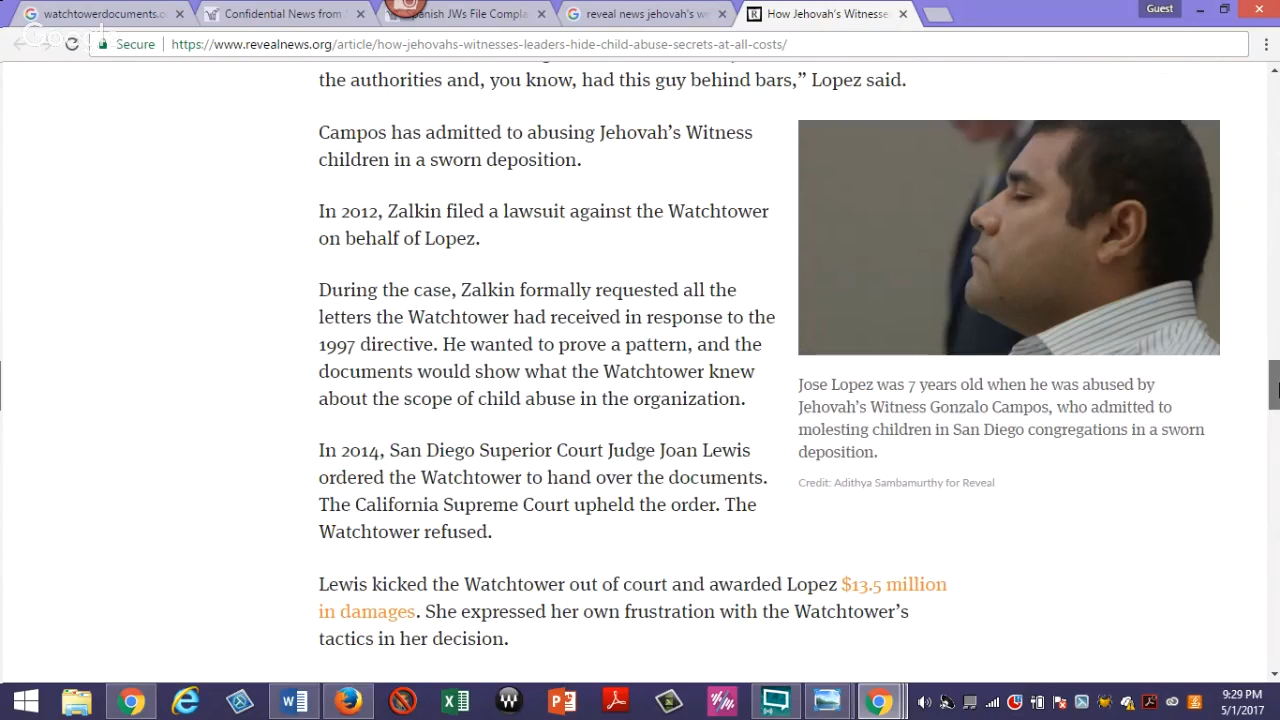 watchtowerdocuments.o
Confidential News from "
panish JWs File Compla
reveal news jehovah's we
How Jehovah's Witnesse
Guest
Secure
https://www.revealnews.org/article/how-jehovahs-witnesses-leaders-hide-child-abuse-secrets-at-all-costs/
the authorities and, you know, had this guy behind bars,” Lopez said.
Campos has admitted to abusing Jehovah’s Witness
children in a sworn deposition.
In 2012, Zalkin filed a lawsuit against the Watchtower
on behalf of Lopez.
During the case, Zalkin formally requested all the
letters the Watchtower had received in response to the
1997 directive. He wanted to prove a pattern, and the
documents would show what the Watchtower knew
about the scope of child abuse in the organization.
In 2014, San Diego Superior Court Judge Joan Lewis
ordered the Watchtower to hand over the documents.
The California Supreme Court upheld the order. The
Watchtower refused.
Lewis kicked the Watchtower out of court and awarded Lopez $13.5 million
in damages. She expressed her own frustration with the Watchtower’s
tactics in her decision.
Jose Lopez was 7 years old when he was abused by
Jehovah’s Witness Gonzalo Campos, who admitted to
molesting children in San Diego congregations in a sworn
deposition.
Credit: Adithya Sambamurthy for Reveal
9:29 PM
5/1/2017